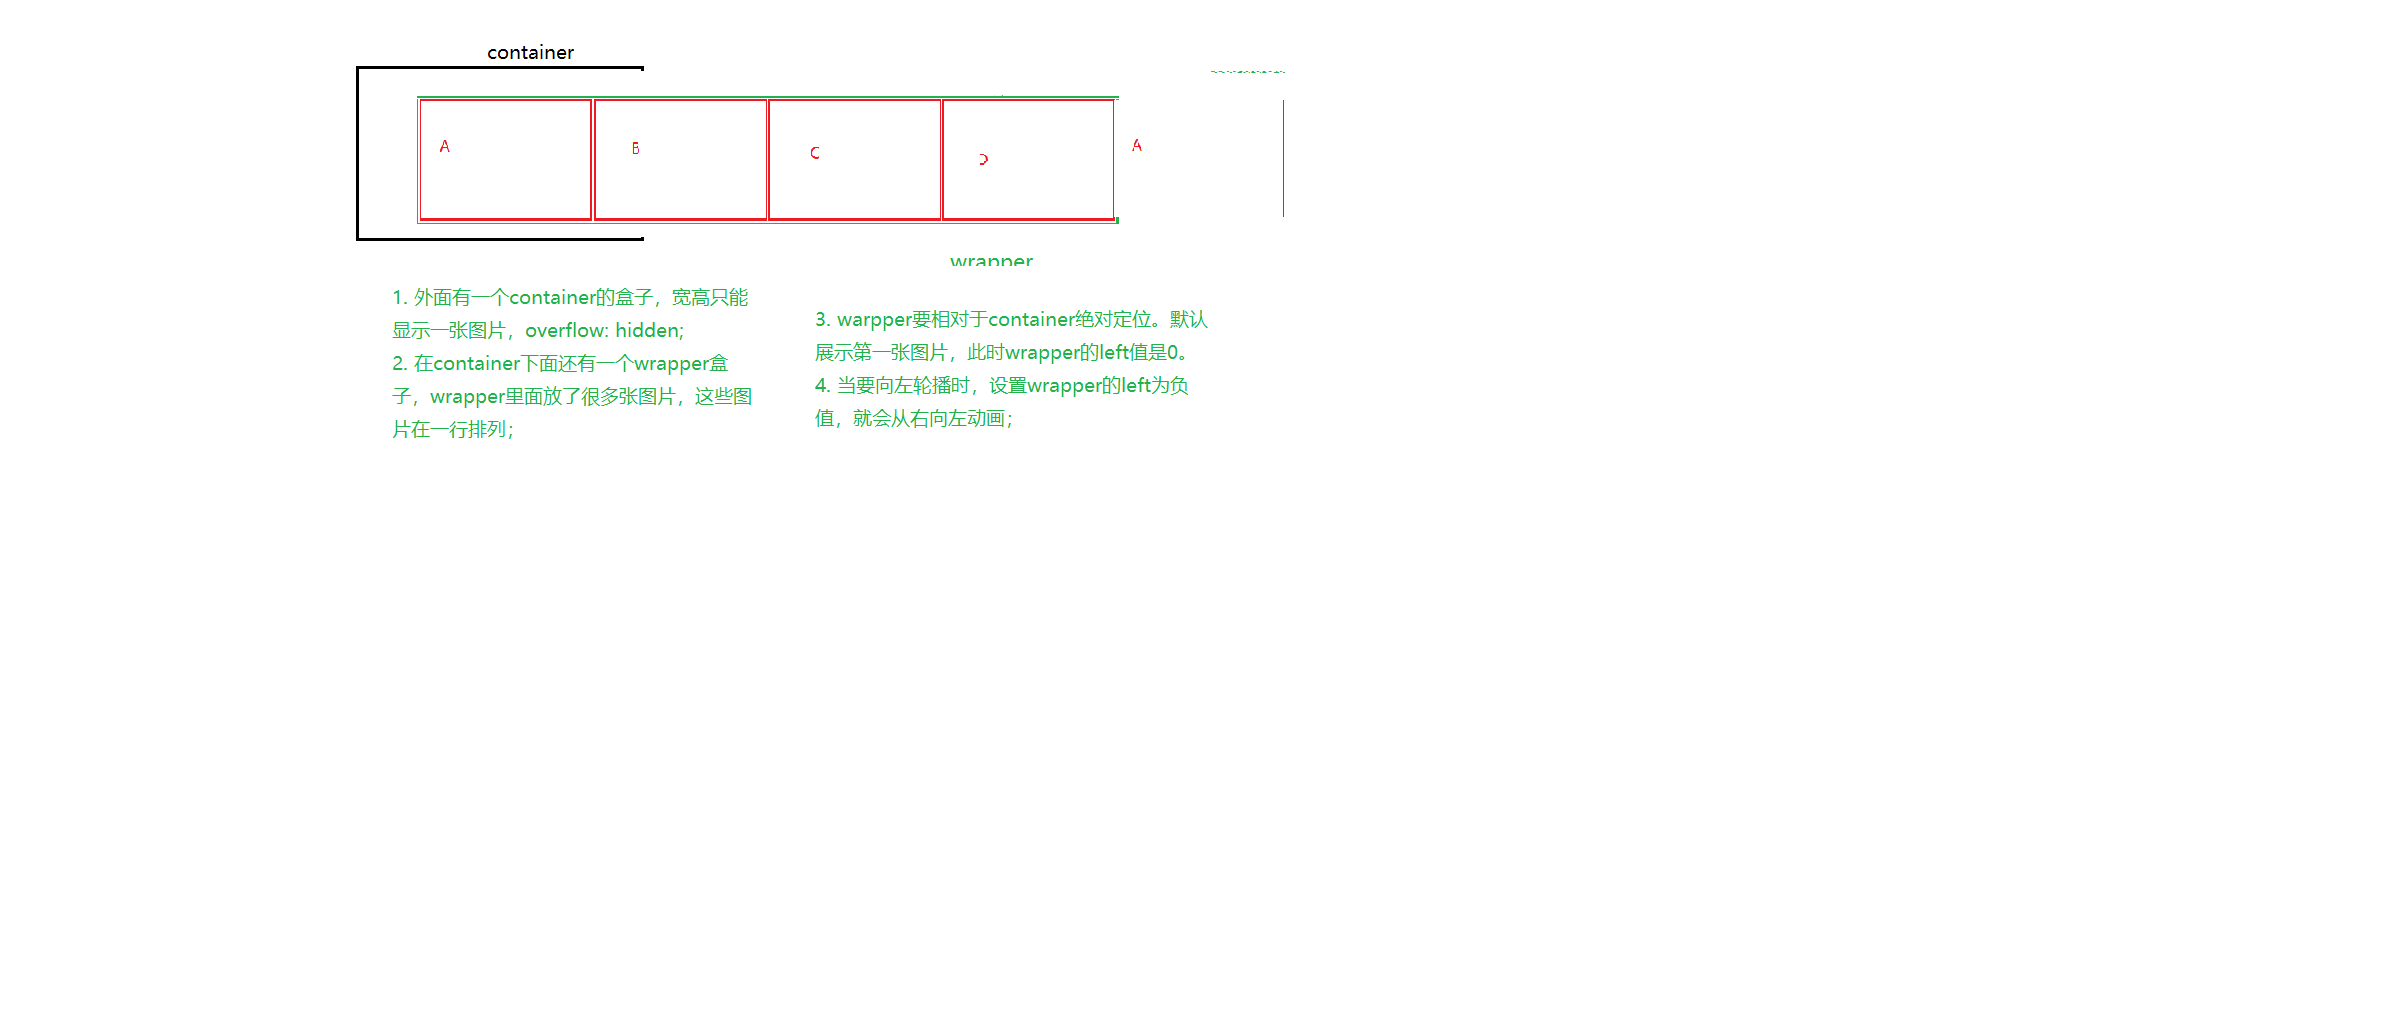 container
A
B
C
D
A
wrapper
1. 外面有一个container的盒子，宽高只能
显示一张图片，overflow: hidden;
2. 在container下面还有一个wrapper盒
子，wrapper里面放了很多张图片，这些图
片在一行排列；
3. warpper要相对于container绝对定位。默认
展示第一张图片，此时wrapper的left值是0。
4. 当要向左轮播时，设置wrapper的left为负
值，就会从右向左动画；